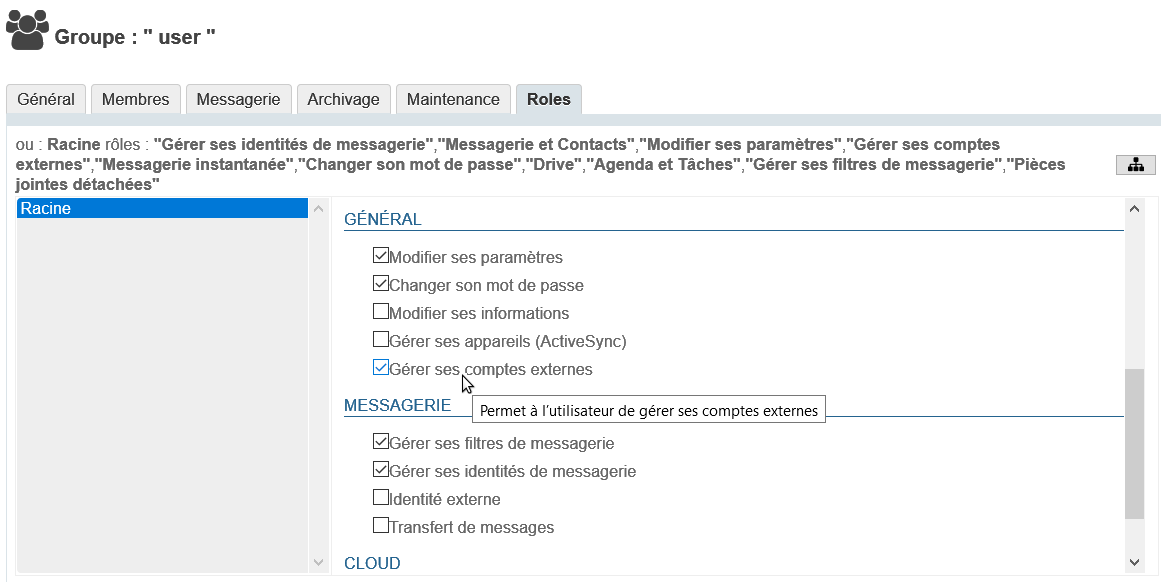 Groupe : " user "
Général Membres Messagerie Archivage Maintenance Roles
ou : Racine rôles : "Gérer ses identités de messagerie","Messagerie et Contacts","Modifier ses paramètres","Gérer ses comptes
externes","Messagerie instantanée","Changer son mot de passe","Drive","Agenda et Tâches","Gérer ses filtres de messagerie","Pièces
jointes détachées"
Racine
GÉNÉRAL
Modifier ses paramètres
Changer son mot de passe
Modifier ses informations
Gérer ses appareils (ActiveSync)
Gérer ses comptes externes
MESSAGERIE
Permet à l'utilisateur de gérer ses comptes externes
Gérer ses filtres de messagerie
Gérer ses identités de messagerie
Identité externe
Transfert de messages
CLOUD